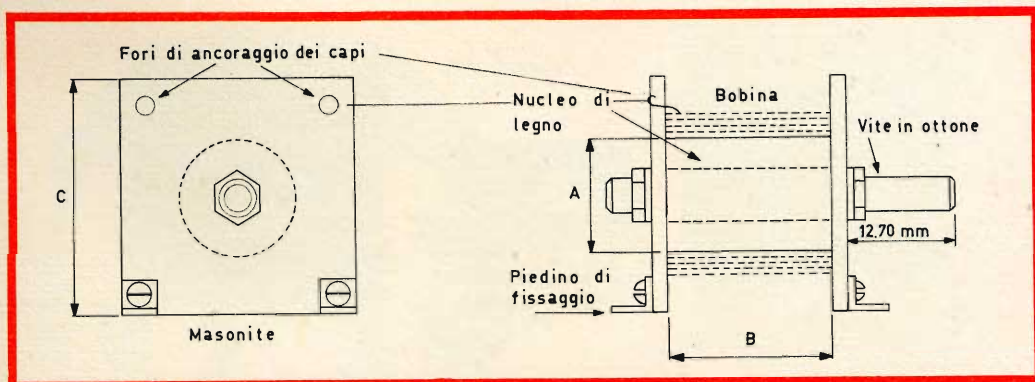 Fori di ancoraggio dei capi
C
Masonite
Nucleo di
legno
Bobina
Vite in ottone
A
12,70 mm
Piedino di
fissaggio
B